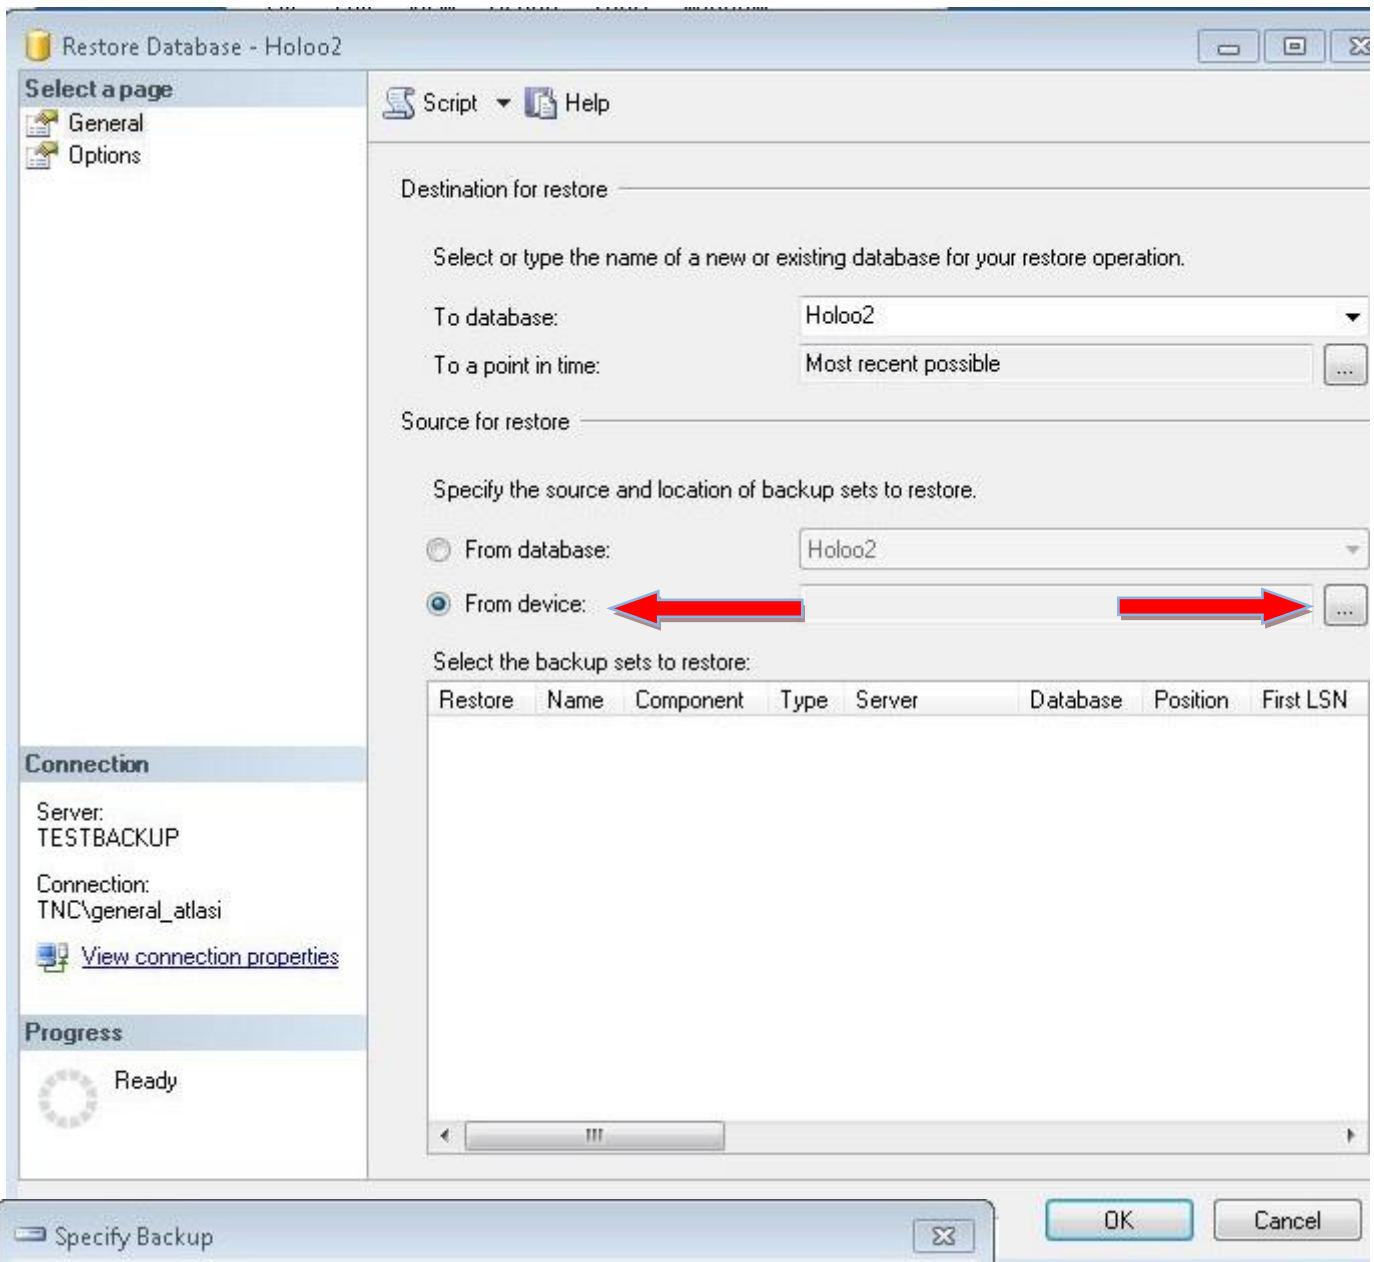 Restore Database - Holoo2
Select a page
General
Options
Script
Help
Destination for restore
Select or type the name of a new or existing database for your restore operation.
To database:
Holoo2
To a point in time:
Most recent possible
...
Source for restore
Specify the source and location of backup sets to restore.
From database:
Holoo2
From device:
...
Select the backup sets to restore:
Restore Name Component Type Server Database Position First LSN
Connection
Server:
TESTBACKUP
Connection:
TNC\general_atlasi
View connection properties
Progress
Ready
OK
Cancel
Specify Backup